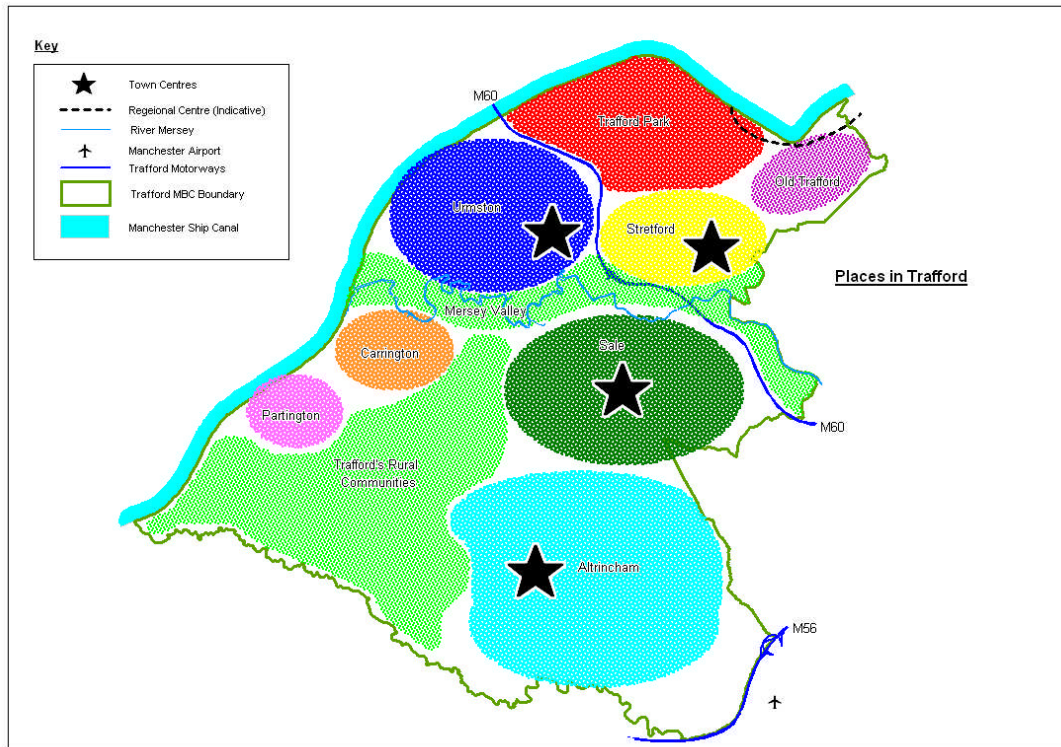 Key
Town Centres
Regeional Centre (Indicative)
River Mersey
Manchester Airport
Trafford Motorways
Trafford MBC Boundary
Manchester Ship Canal
M60
Trafford Park
Old Trafford
Urmston
Stretford
Places in Trafford
Mersey Valley
Carrington
Sale
Partington
M60
Trafford's Rural
Communities
Altrincham
M56